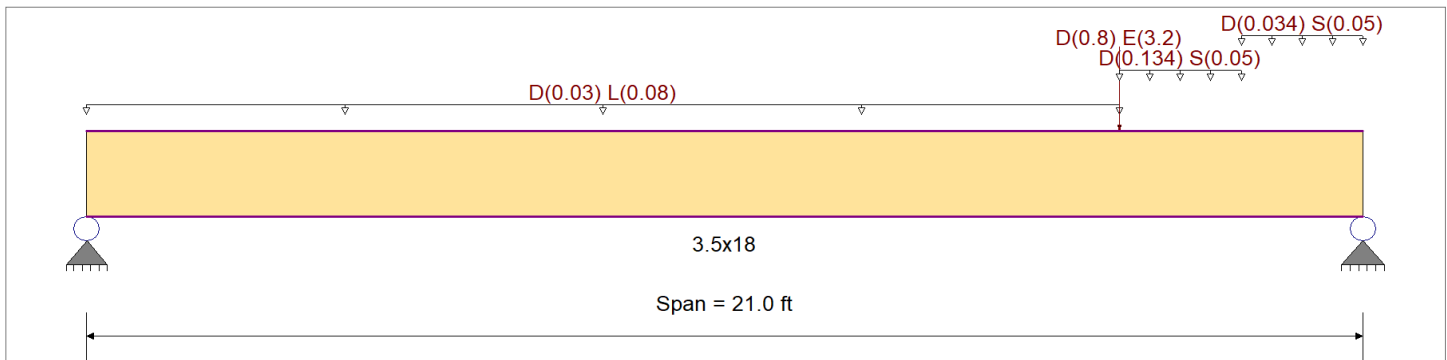 D(0.034) S(0.05)
D(0.8) E(3.2)
D(0.134) S(0.05)
D(0.03) L(0.08)
3.5x18
Span = 21.0 ft